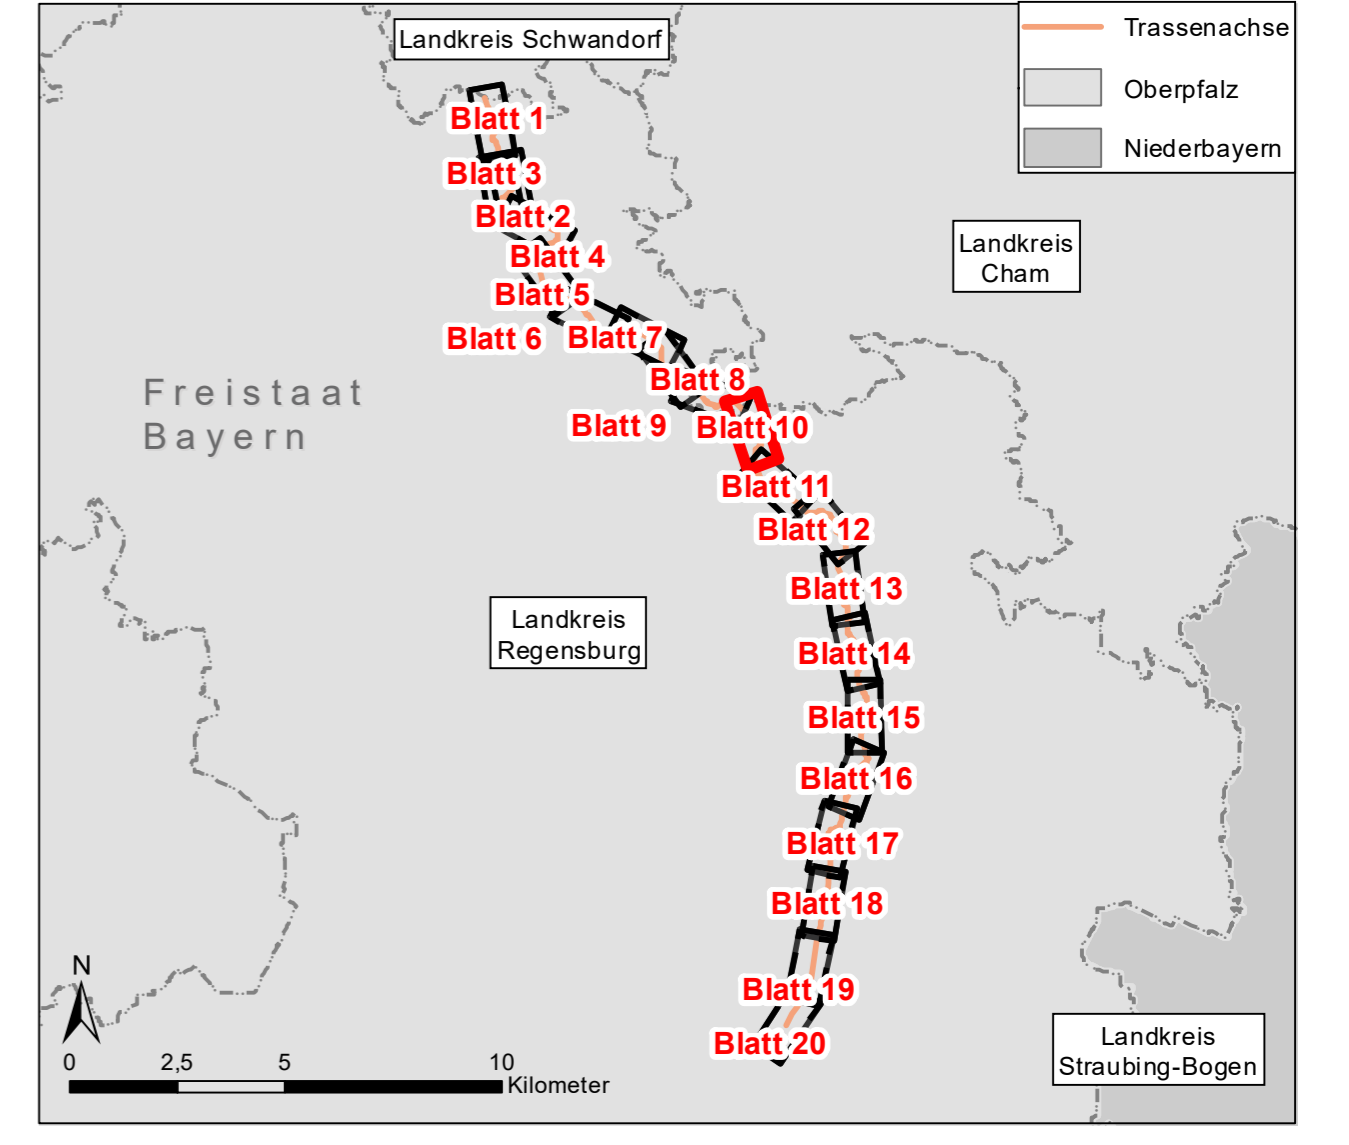 Landkreis Schwandorf
Trassenachse
Oberpfalz
Niederbayern
Blatt 1
Blatt 3
Blatt 2
Blatt 4
Blatt 5
Blatt 6
Blatt 7
Blatt 8
Blatt 9
Blatt 10
Blatt 11
Blatt 12
Blatt 13
Blatt 14
Blatt 15
Blatt 16
Blatt 17
Blatt 18
Blatt 19
Blatt 20
Landkreis
Cham
Freistaat
Bayern
Landkreis
Regensburg
Landkreis
Straubing-Bogen
N
0 2,5 5 10
Kilometer